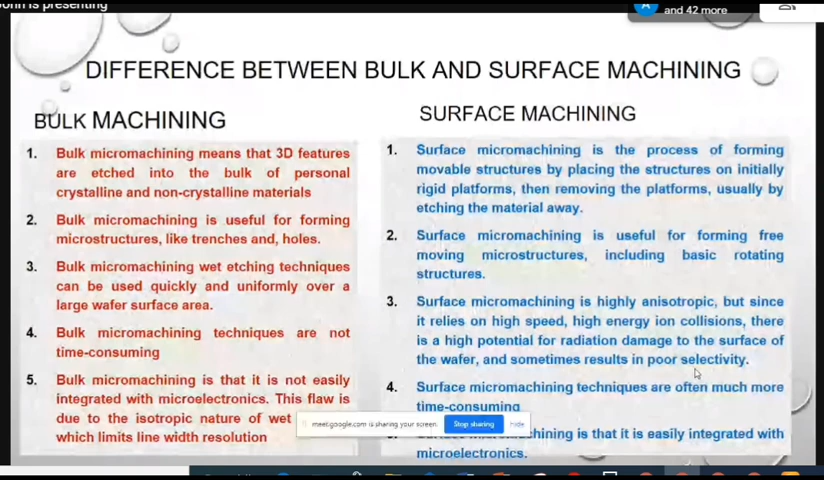 is presenting
and 42 more
DIFFERENCE BETWEEN BULK AND SURFACE MACHINING
BULK MACHINING
1. Bulk micromachining means that 3D features
are etched into the bulk of personal
crystalline and non-crystalline materials
2. Bulk micromachining is useful for forming
microstructures, like trenches and, holes.
3. Bulk micromachining wet etching techniques
can be used quickly and uniformly over a
large wafer surface area.
4. Bulk micromachining techniques are not
time-consuming
5. Bulk micromachining is that it is not easily
integrated with microelectronics. This flaw is
due to the isotropic nature of wet
which limits line width resolution
SURFACE MACHINING
1. Surface micromachining is the process of forming
movable structures by placing the structures on initially
rigid platforms, then removing the platforms, usually by
etching the material away.
2. Surface micromachining is useful for forming free
moving microstructures, including basic rotating
structures.
3. Surface micromachining is highly anisotropic, but since
it relies on high speed, high energy ion collisions, there
is a high potential for radiation damage to the surface of
the wafer, and sometimes results in poor selectivity.
4. Surface micromachining techniques are often much more
time-consuming
is that it is easily integrated with
microelectronics.
meet.google.com is sharing your screen. Stop sharing hide